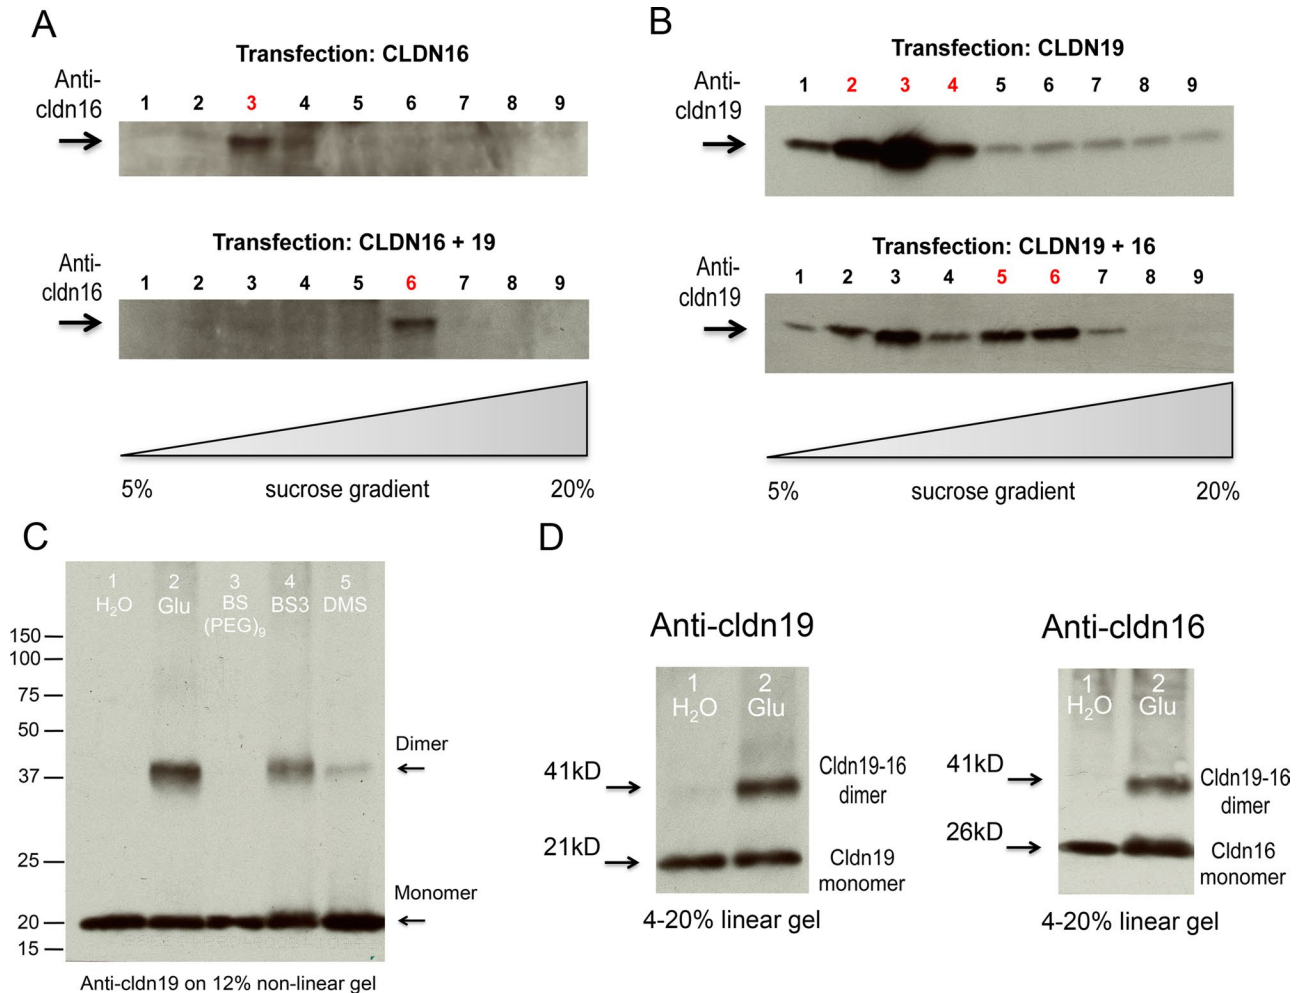 A
Transfection: CLDN16
Anti-
cldn16
1 2 3 4 5 6 7 8 9
Transfection: CLDN16 + 19
Anti-
cldn16
1 2 3 4 5 6 7 8 9
5% sucrose gradient 20%
B
Transfection: CLDN19
Anti-
cldn19
1 2 3 4 5 6 7 8 9
Transfection: CLDN19 + 16
Anti-
cldn19
1 2 3 4 5 6 7 8 9
5% sucrose gradient 20%
C
1 2 3 4 5
H₂O Glu BS BS3 DMS
(PEG)₉
150
100
75
50
37
25
20
15
Dimer
Monomer
Anti-cldn19 on 12% non-linear gel
D
Anti-cldn19
1 2
H₂O Glu
41kD
Cldn19-16
dimer
21kD
Cldn19
monomer
4-20% linear gel
Anti-cldn16
1 2
H₂O Glu
41kD
Cldn19-16
dimer
26kD
Cldn16
monomer
4-20% linear gel